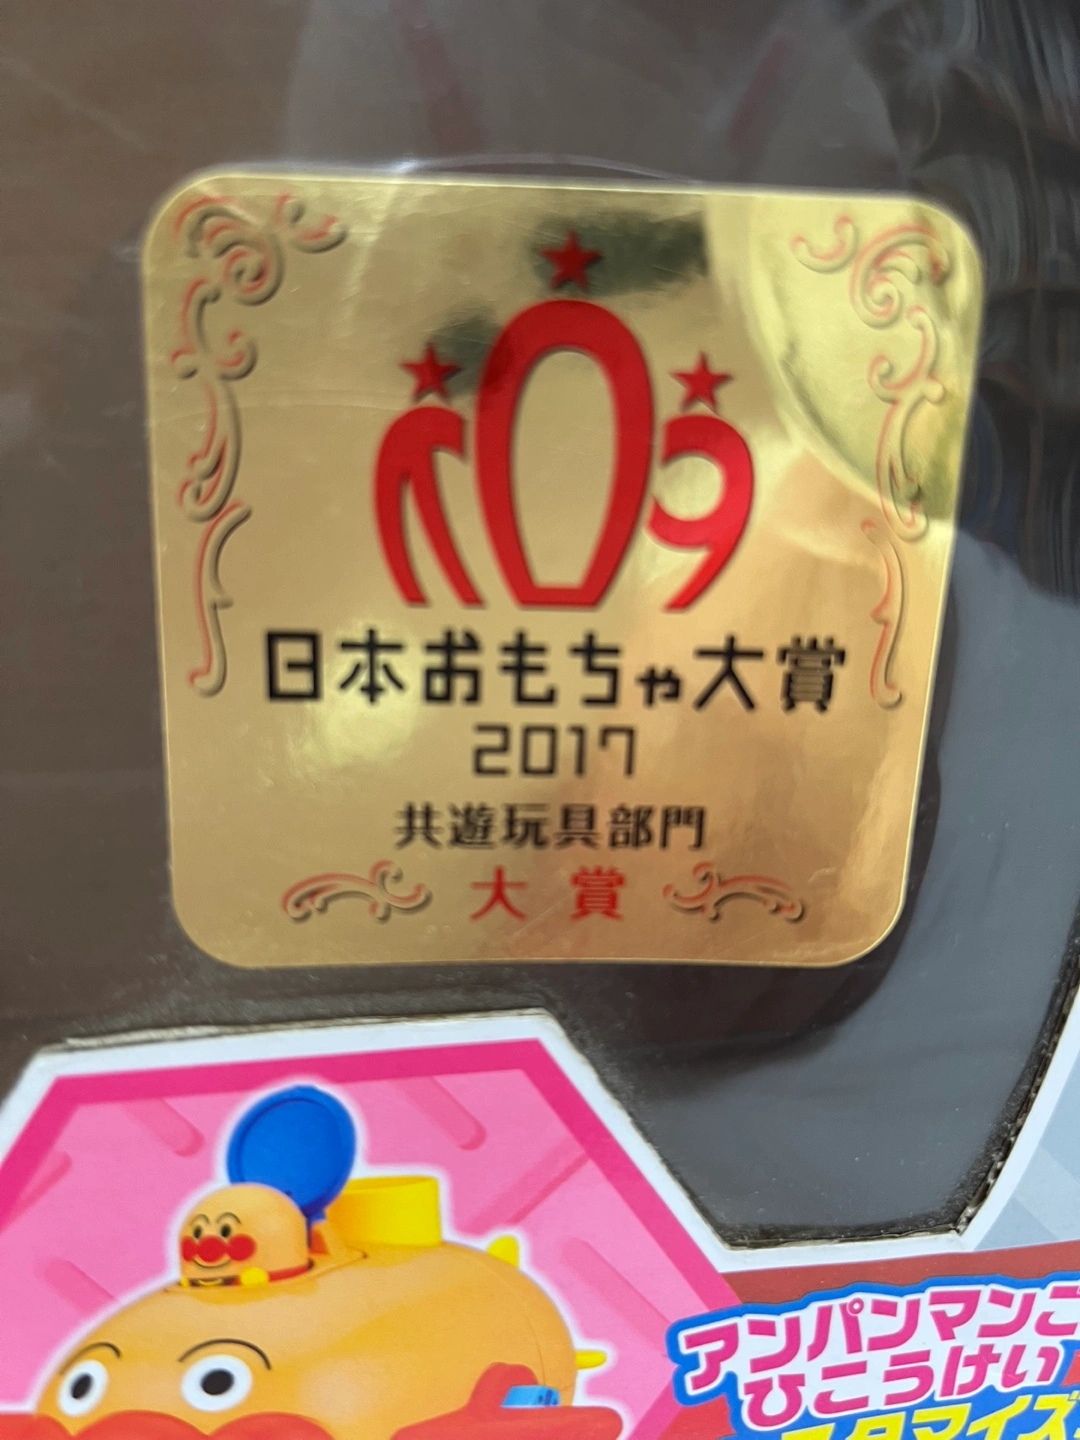 日本おもちゃ大賞
2017
共遊玩具部門
大賞
アンパンマンご
ひこうけい